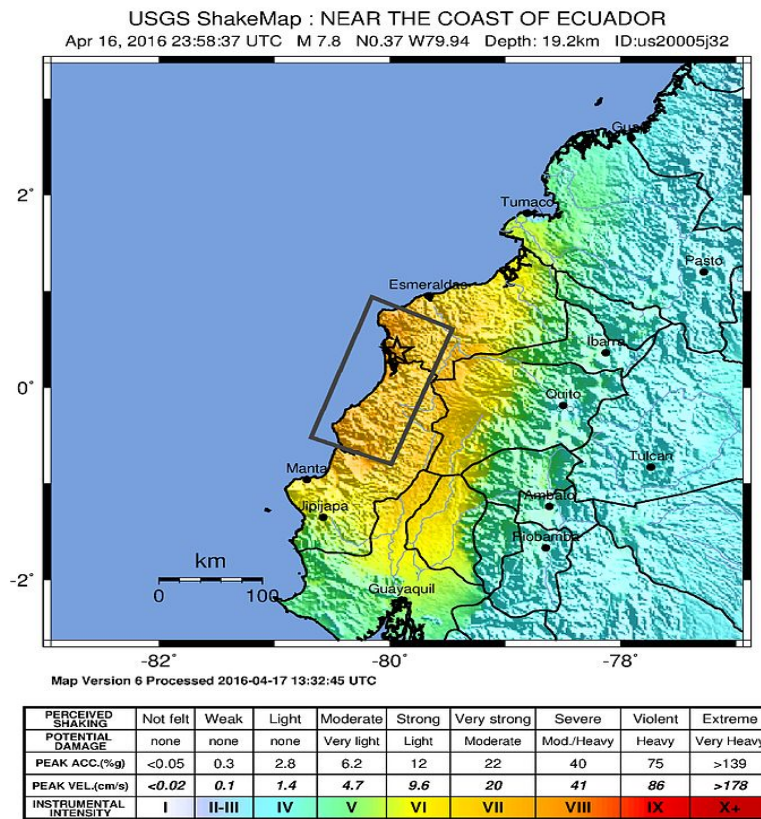 USGS ShakeMap : NEAR THE COAST OF ECUADOR
Apr 16, 2016 23:58:37 UTC M 7.8 N0.37 W79.94 Depth: 19.2km ID:us20005j32
Tumaco
2°
Pasto
Esmeraldas
Ibarra
0°
Quito
Manta
Tulcan
Jipijapa
Ambato
km
Riobamba
-2°
0 100
Guayaquil
-82° -80° -78°
Map Version 6 Processed 2016-04-17 13:32:45 UTC
PERCEIVED SHAKING Not felt Weak Light Moderate Strong Very strong Severe Violent Extreme
POTENTIAL DAMAGE none none none Very light Light Moderate Mod./Heavy Heavy Very Heavy
PEAK ACC.(%g) <0.05 0.3 2.8 6.2 12 22 40 75 >139
PEAK VEL.(cm/s) <0.02 0.1 1.4 4.7 9.6 20 41 86 >178
INSTRUMENTAL INTENSITY I II-III IV V VI VII VIII IX X+